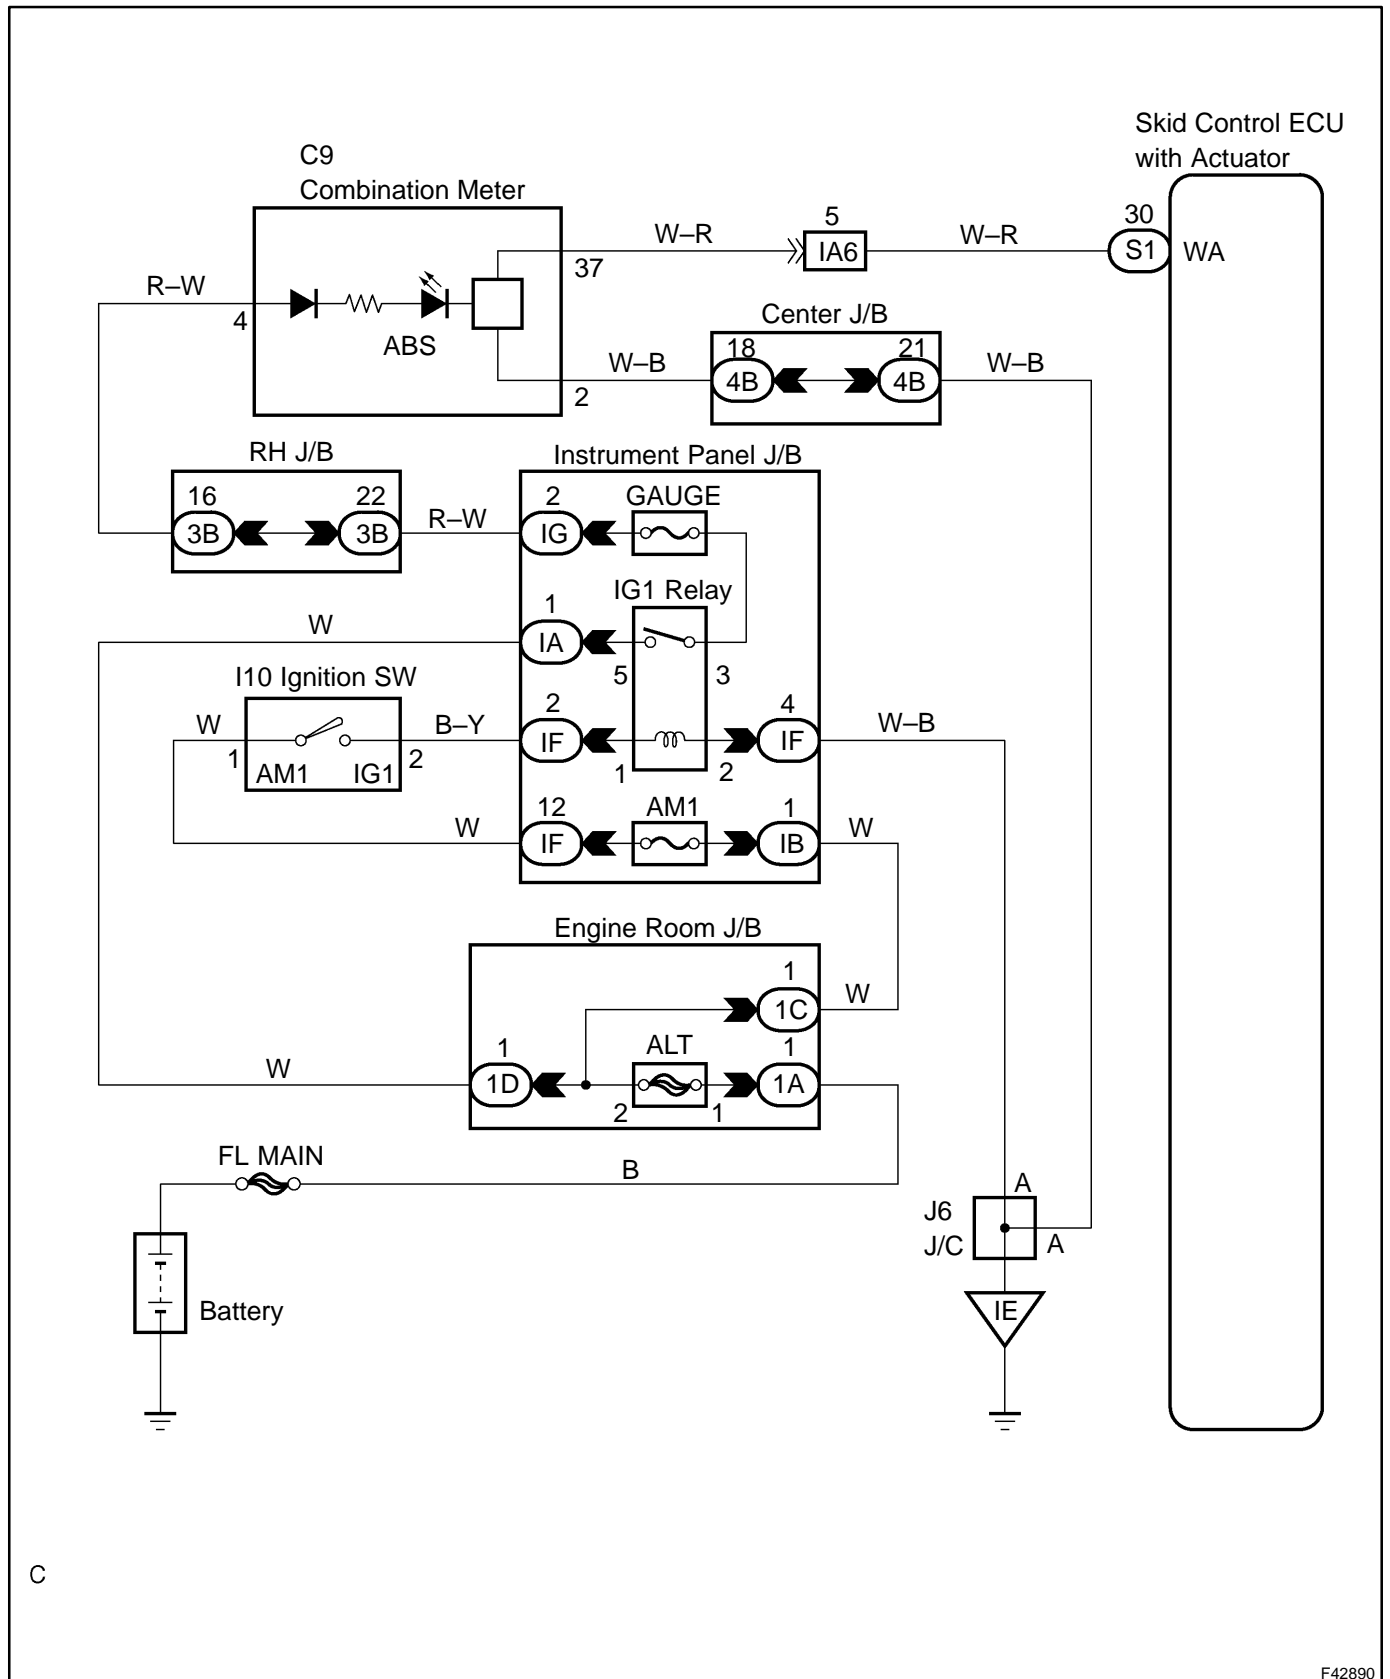 Skid Control ECU
with Actuator
C9
Combination Meter
W–R
5
IA6
W–R
30
S1
WA
37
R–W
4
ABS
Center J/B
W–B
18
4B
21
4B
W–B
2
RH J/B
16
3B
22
3B
R–W
Instrument Panel J/B
2
IG
GAUGE
IG1 Relay
1
IA
W
5
3
I10 Ignition SW
W
1
AM1
IG1
2
B–Y
2
IF
1
2
4
IF
W–B
W
12
IF
AM1
1
IB
W
Engine Room J/B
1
1C
W
W
1
1D
ALT
2
1
1
1A
FL MAIN
B
Battery
J6
J/C
A
A
IE
C
F42890